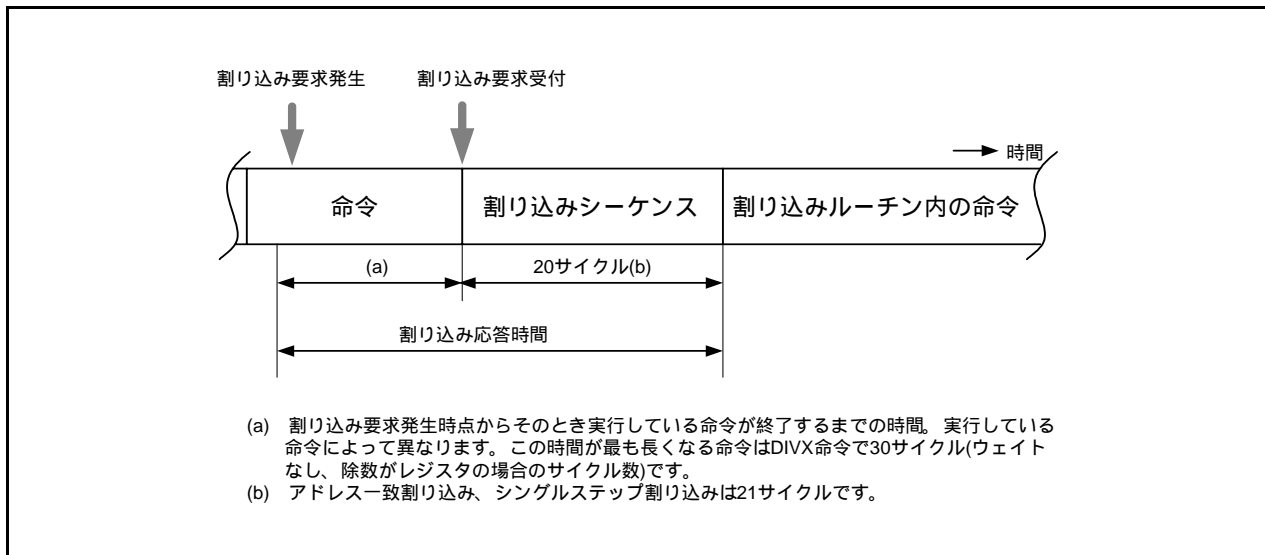 割り込み要求発生 割り込み要求受付
時間
命令 割り込みシーケンス 割り込みルーチン内の命令
(a) 20サイクル(b)
割り込み応答時間
(a) 割り込み要求発生時点からそのとき実行している命令が終了するまでの時間。実行している
命令によって異なります。この時間が最も長くなる命令はDIVX命令で30サイクル(ウェイト
なし、除数がレジスタの場合のサイクル数)です。
(b) アドレス一致割り込み、シングルステップ割り込みは21サイクルです。